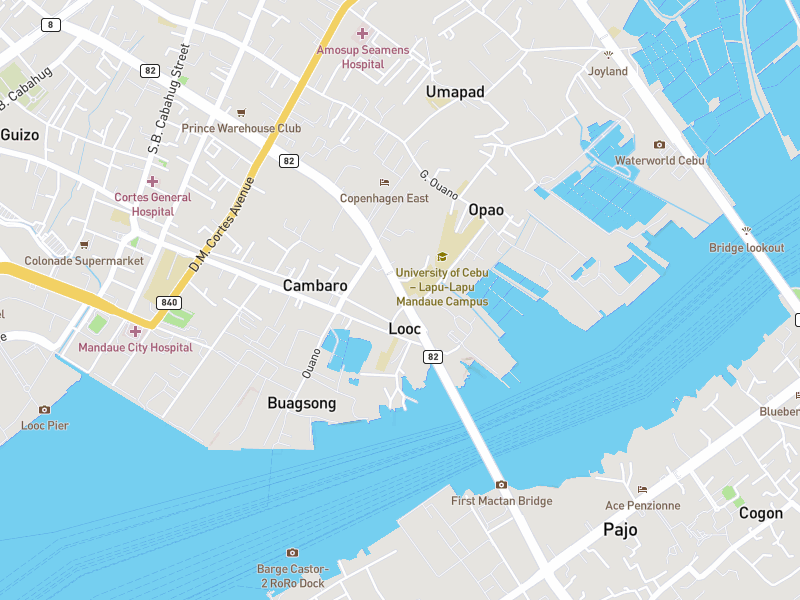 8
Amosup Seamens
Hospital
82
Joyland
B. Cabahug
S.B. Cabahug Street
Umapad
Prince Warehouse Club
Guizo
82
Waterworld Cebu
G. Ouano
Copenhagen East
Cortes General
Hospital
Opao
D.M. Cortes Avenue
Bridge lookout
Colonade Supermarket
University of Cebu
– Lapu-Lapu
Mandaue Campus
Cambaro
840
el
Looc
e
Mandaue City Hospital
82
Ouano
Buagsong
Blueber
Looc Pier
First Mactan Bridge
Ace Penzionne
Cogon
Pajo
Barge Castor-
2 RoRo Dock